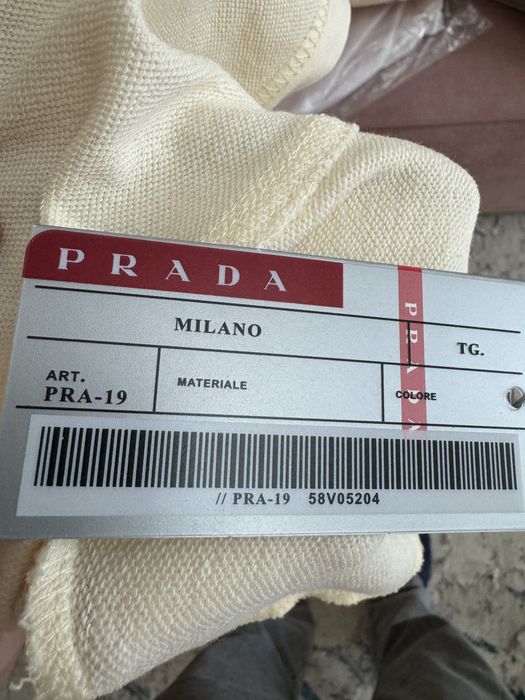 PRADA
MILANO
TG.
ART.
PRA-19
MATERIALE
COLORE
PRADA
// PRA-19 58V05204